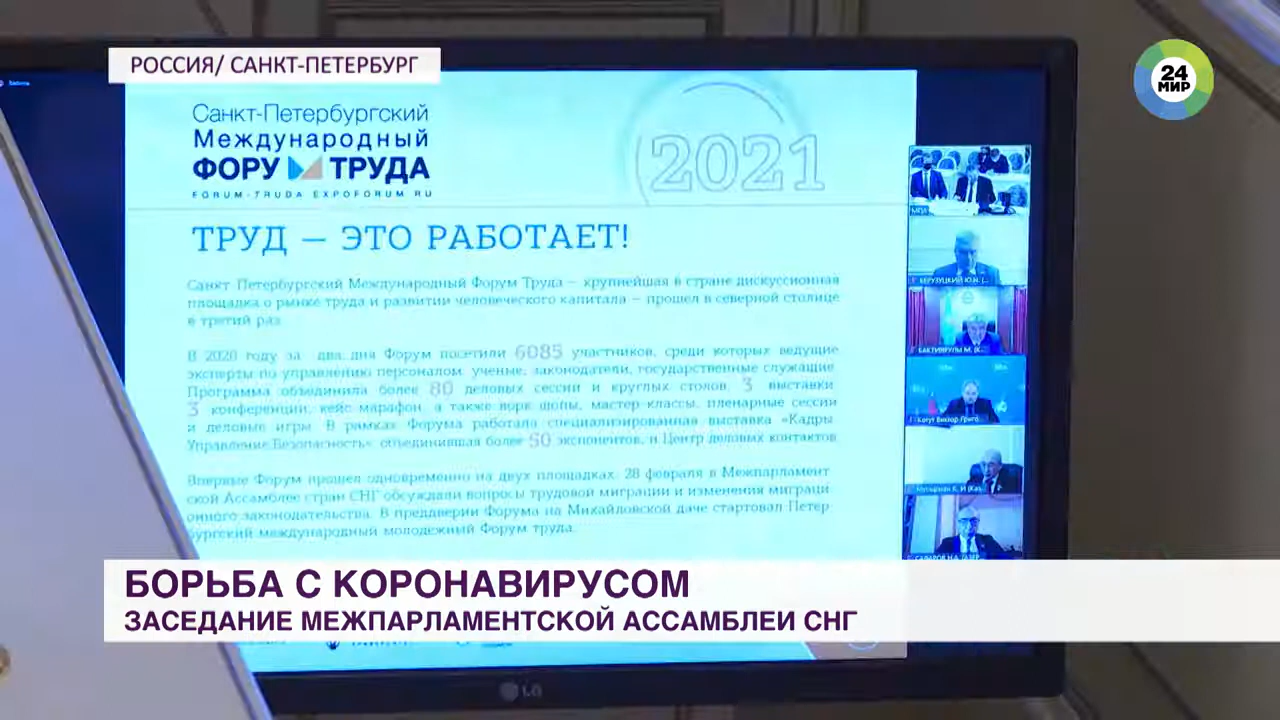 РОССИЯ/ САНКТ-ПЕТЕРБУРГ
24
МИР
Санкт-Петербургский
Международный
ФОРУМ ТРУДА
FORUM-TRUDA EXPOFORUM RU
2021
ТРУД – ЭТО РАБОТАЕТ!
Санкт Петербургский Международный Форум Труда – крупнейшая в стране дискуссионная
площадка о рынке труда и развитии человеческого капитала – прошел в северной столице
в третий раз
В 2020 году за два дня Форум посетили 6085 участников, среди которых ведущие
эксперты по управлению персоналом, ученые, законодатели, государственные служащие
Программа объединила более 80 деловых сессий и круглых столов, 3 выставки
3 конференции, кейс марафон, а также ворк шопы, мастер классы, пленарные сессии
и деловые игры. В рамках Форума работала специализированная выставка «Кадры
Управление.Безопасность», объединившая более 50 экспонентов, и Центр деловых контактов
Впервые Форум прошел одновременно на двух площадках. 28 февраля в Межпарламент
ской Ассамблее стран СНГ обсуждали вопросы трудовой миграции и изменения миграци
онного законодательства. В преддверии Форума на Михайловской даче стартовал Петер-
бургский международный молодежный Форум труда.
БЕРУЗУЦКИЙ Ю.Н. (...
БАКТИЯРУЛЫ М. (К...
Когут Виктор Григо...
БОРЬБА С КОРОНАВИРУСОМ
ЗАСЕДАНИЕ МЕЖПАРЛАМЕНТСКОЙ АССАМБЛЕИ СНГ
LG